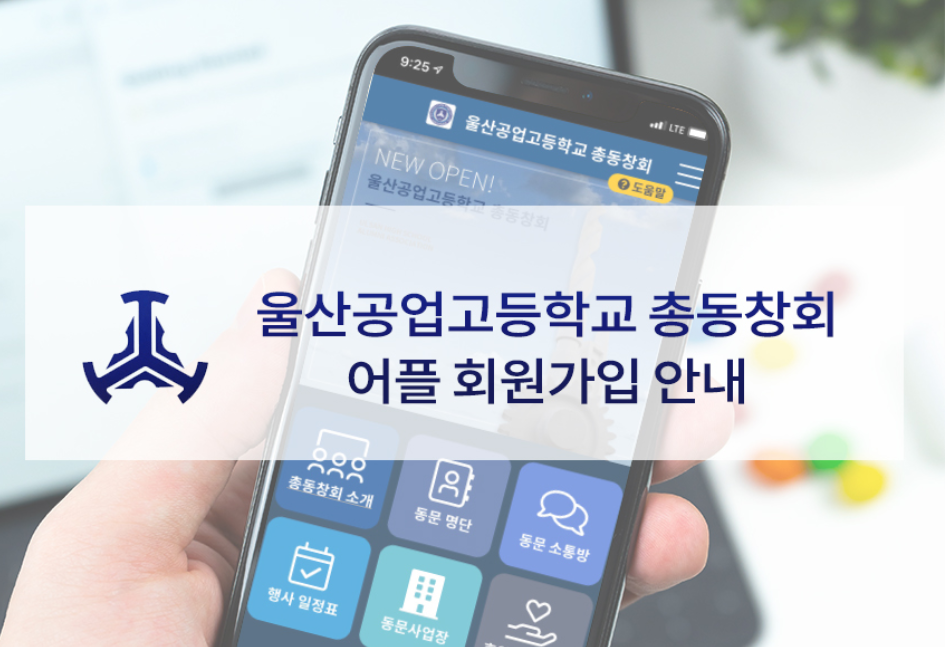 9:25
LTE
울산공업고등학교 총동창회
도움말
NEW OPEN!
울산공업고등학교 총동창회
울산공업고등학교 총동창회
어플 회원가입 안내
총동창회 소개
동문 명단
동문 소통방
행사 일정표
동문사업장